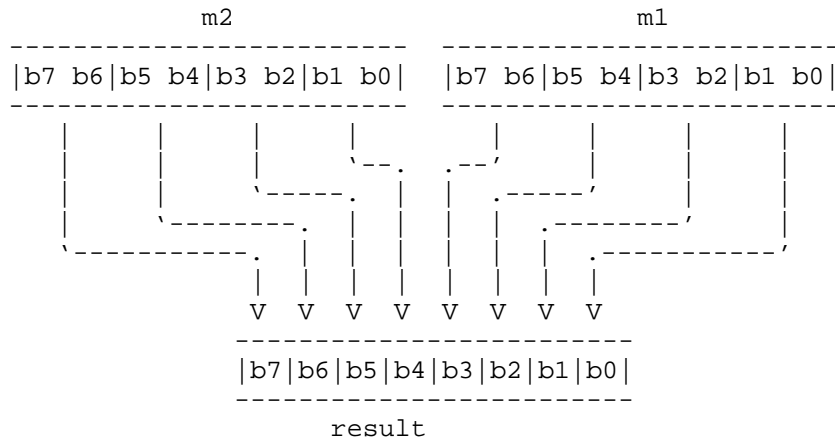 m2 m1
|b7 b6|b5 b4|b3 b2|b1 b0| |b7 b6|b5 b4|b3 b2|b1 b0|
V V V V V V V V
|b7|b6|b5|b4|b3|b2|b1|b0|
result